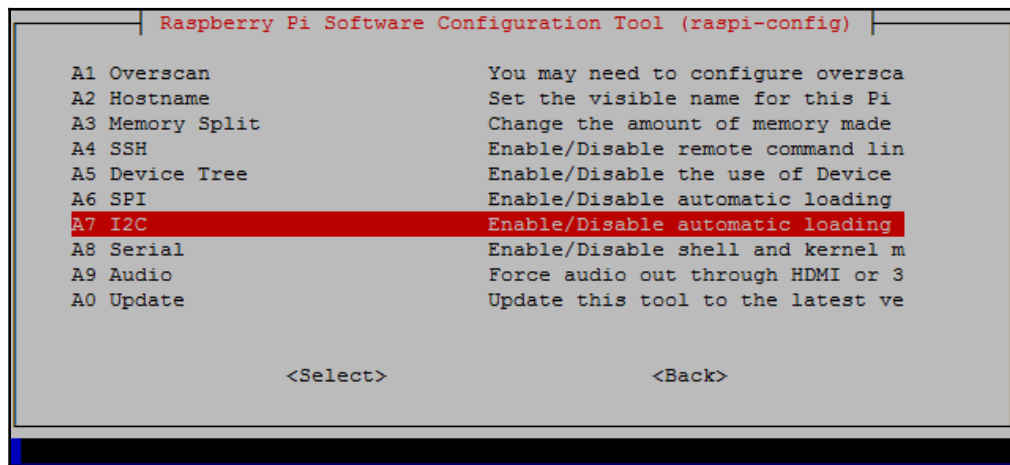 Raspberry Pi Software Configuration Tool (raspi-config)
A1 Overscan You may need to configure oversca
A2 Hostname Set the visible name for this Pi
A3 Memory Split Change the amount of memory made
A4 SSH Enable/Disable remote command lin
A5 Device Tree Enable/Disable the use of Device
A6 SPI Enable/Disable automatic loading
A7 I2C Enable/Disable automatic loading
A8 Serial Enable/Disable shell and kernel m
A9 Audio Force audio out through HDMI or 3
A0 Update Update this tool to the latest ve
<Select> <Back>